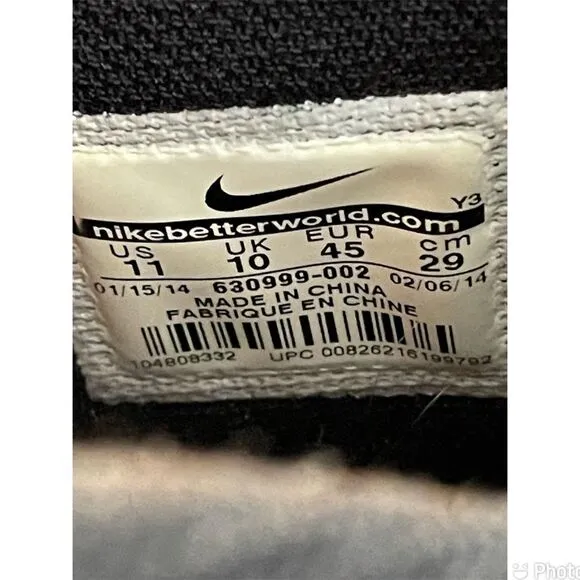 Y3
nikebetterworld.com
US UK EUR cm
11 10 45 29
01/15/14 630999-002 02/06/14
MADE IN CHINA
FABRIQUE EN CHINE
104808332 UPC 00826216199792
Photo